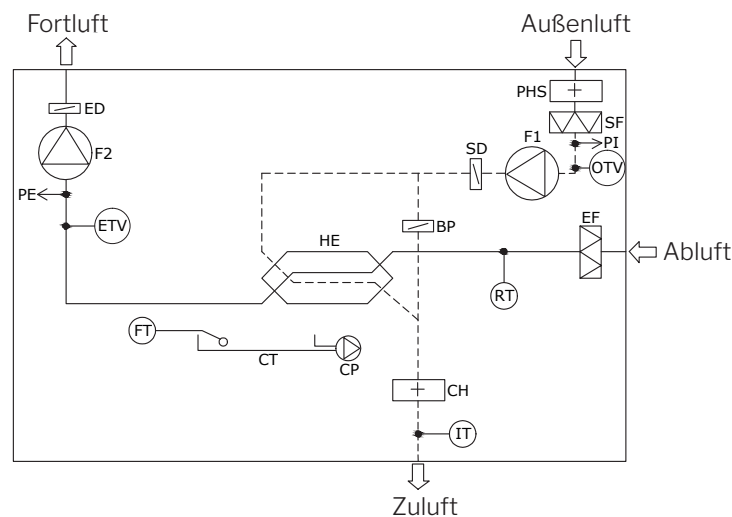 Fortluft
Außenluft
PHS
ED
SF
F1
PI
F2
SD
OTV
PE
ETV
BP
EF
HE
Abluft
RT
FT
CT
CP
CH
IT
Zuluft